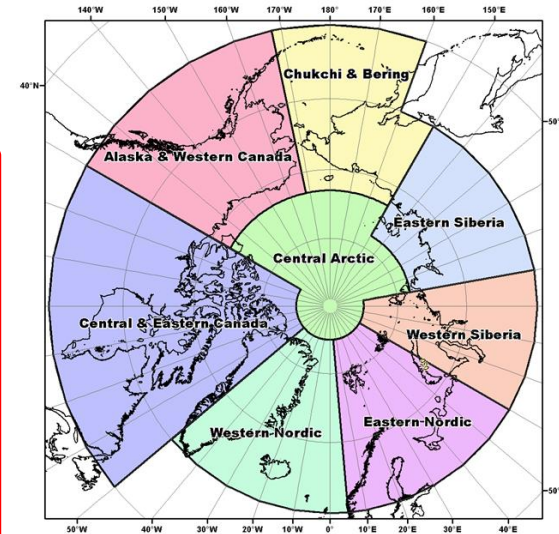 140°W 150°W 160°W 170°W 180° 170°E 160°E 150°E
40°N
50°
Chukchi & Bering
Alaska & Western Canada
Eastern Siberia
Central Arctic
Central & Eastern Canada
Western Siberia
Eastern Nordic
Western Nordic
50°
50°W 40°W 30°W 20°W 10°W 0° 10°E 20°E 30°E 40°E